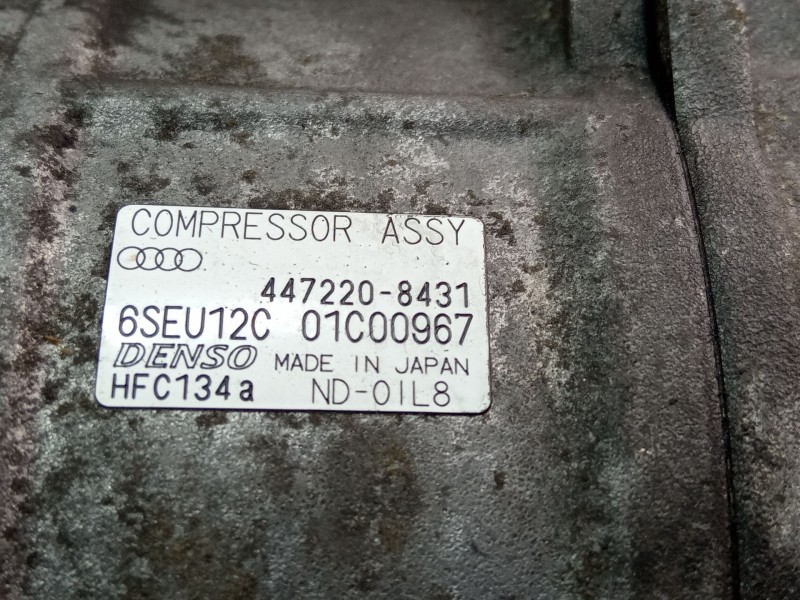 COMPRESSOR ASSY
447220-8431
6SEU12C 01C00967
DENSO MADE IN JAPAN
HFC134a ND-OIL8